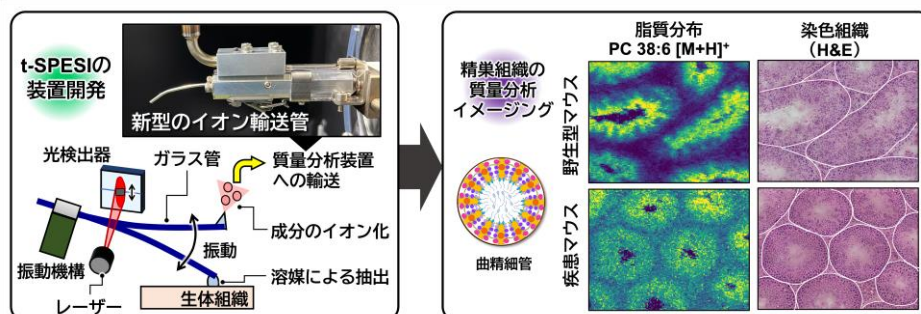 t-SPESIの
装置開発
新型のイオン輸送管
光検出器
ガラス管
質量分析装置
への輸送
成分のイオン化
振動
振動機構
レーザー
溶媒による抽出
生体組織
精巣組織の
質量分析
イメージング
曲精細管
脂質分布
PC 38:6 [M+H]⁺
染色組織
(H&E)
野生型マウス
疾患マウス